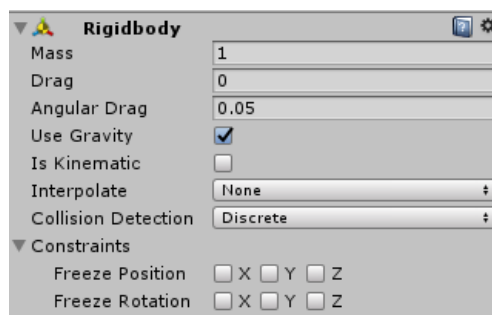 Rigidbody
Mass 1
Drag 0
Angular Drag 0.05
Use Gravity
Is Kinematic
Interpolate None
Collision Detection Discrete
Constraints
Freeze Position X Y Z
Freeze Rotation X Y Z